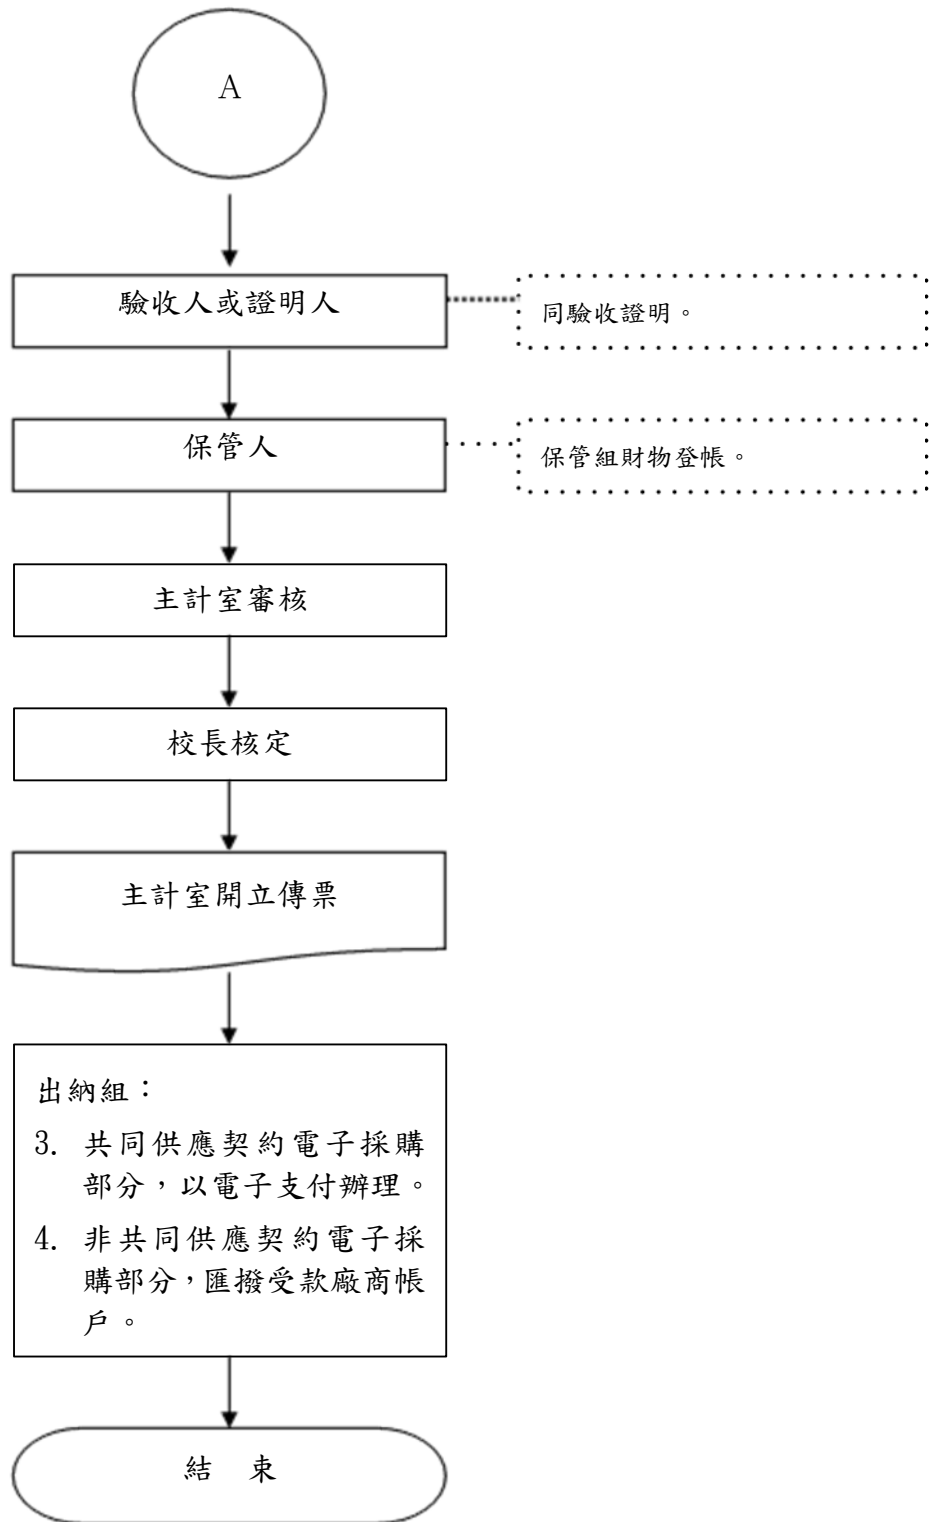 A
驗收人或證明人
同驗收證明。
保管人
保管組財物登帳。
主計室審核
校長核定
主計室開立傳票
出納組：
3. 共同供應契約電子採購
部分，以電子支付辦理。
4. 非共同供應契約電子採
購部分，匯撥受款廠商帳
戶。
結 束